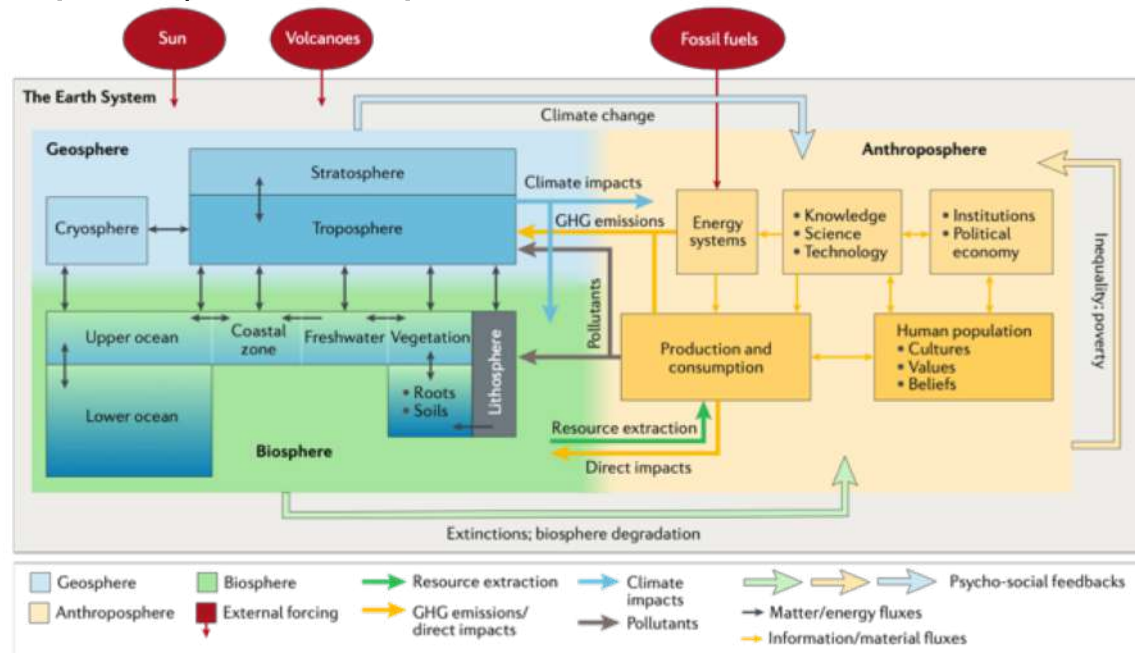 Sun
Volcanoes
Fossil fuels
The Earth System
Climate change
Geosphere
Anthroposphere
Stratosphere
Climate impacts
Troposphere
Cryosphere
GHG emissions
Energy
systems
• Knowledge
• Science
• Technology
• Institutions
• Political
economy
Inequality; poverty
Pollutants
Upper ocean
Coastal
zone
Freshwater
Vegetation
Lithosphere
• Roots
• Soils
Lower ocean
Production and
consumption
Human population
• Cultures
• Values
• Beliefs
Biosphere
Resource extraction
Direct impacts
Extinctions; biosphere degradation
Geosphere
Biosphere
Resource extraction
Climate
impacts
Psycho-social feedbacks
Anthroposphere
External forcing
GHG emissions/
direct impacts
Pollutants
Matter/energy fluxes
Information/material fluxes